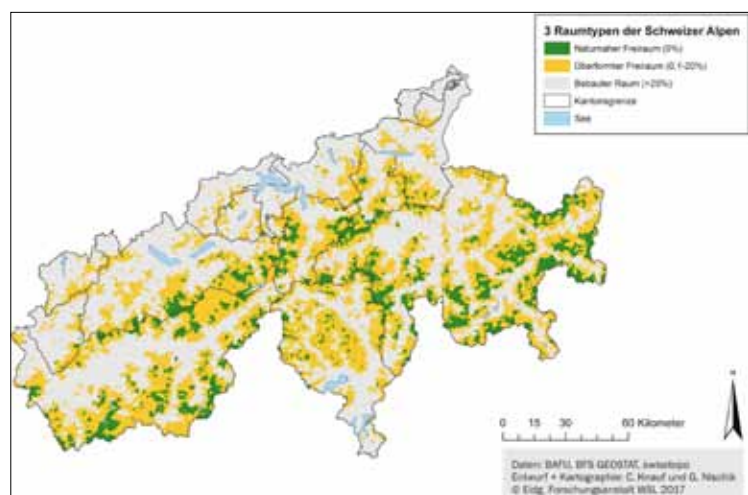 3 Raumtypen der Schweizer Alpen
Naturnaher Freiraum (0%)
Überformter Freiraum (0,1-20%)
Bebauter Raum (>20%)
Kantonsgrenze
See
N
0 15 30 60 Kilometer
Daten: BAFU, BFS GEOSTAT, swisstopo
Entwurf + Kartographie: C. Knauf und G. Nischik
© Eidg. Forschungsanstalt WSL 2017